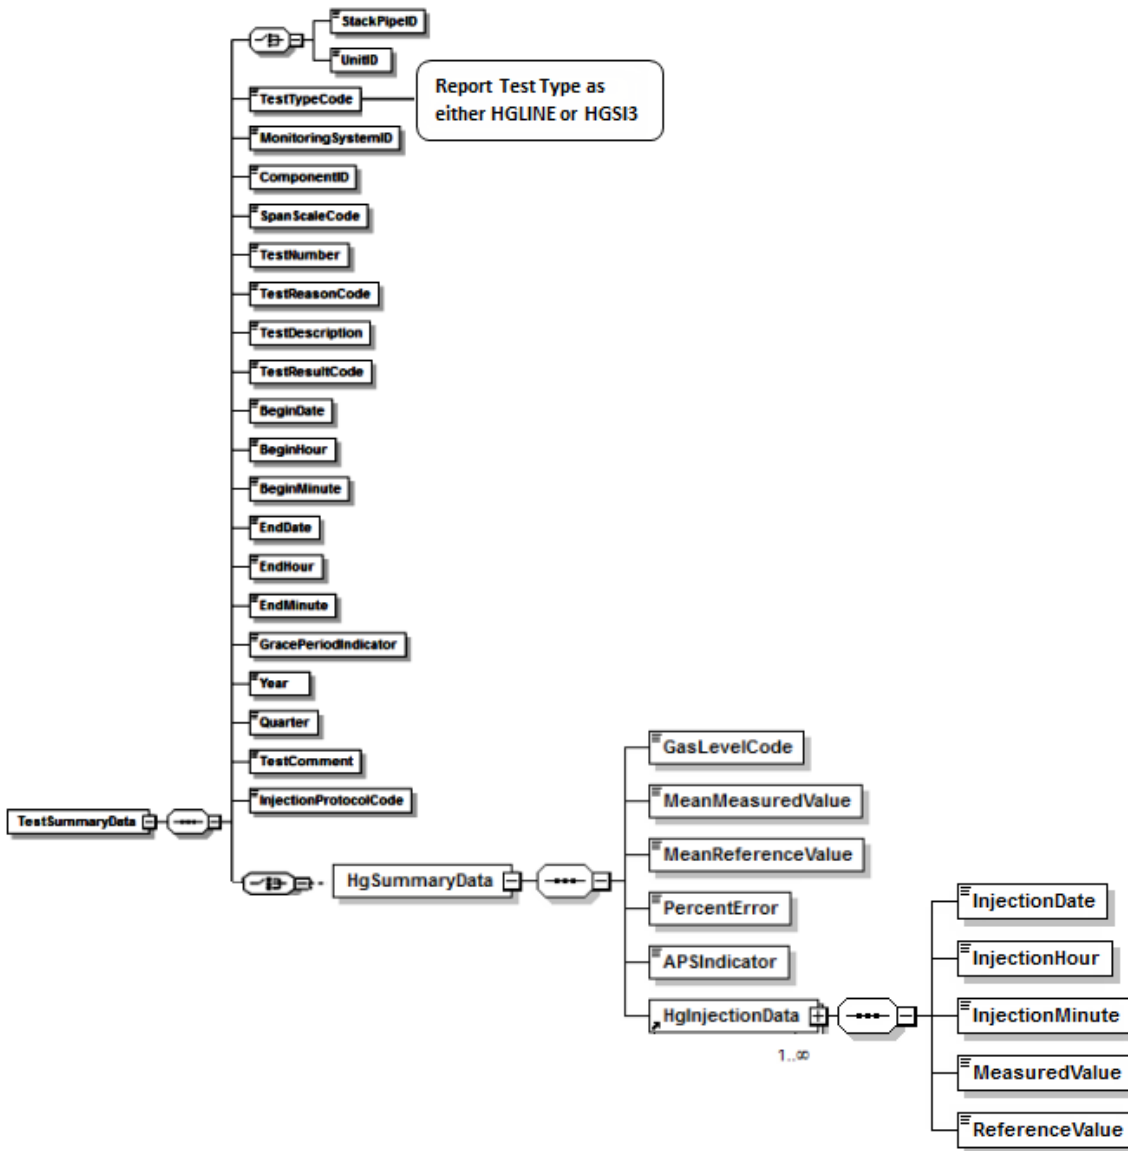 StackPipeID
UnitID
Report Test Type as
either HGLINE or HGSI3
TestTypeCode
MonitoringSystemID
ComponentID
SpanScaleCode
TestNumber
TestReasonCode
TestDescription
TestResultCode
BeginDate
BeginHour
BeginMinute
EndDate
EndHour
EndMinute
GracePeriodIndicator
Year
Quarter
TestComment
InjectionProtocolCode
TestSummaryData
HgSummaryData
GasLevelCode
MeanMeasuredValue
MeanReferenceValue
PercentError
APSIndicator
HgInjectionData
1..∞
InjectionDate
InjectionHour
InjectionMinute
MeasuredValue
ReferenceValue